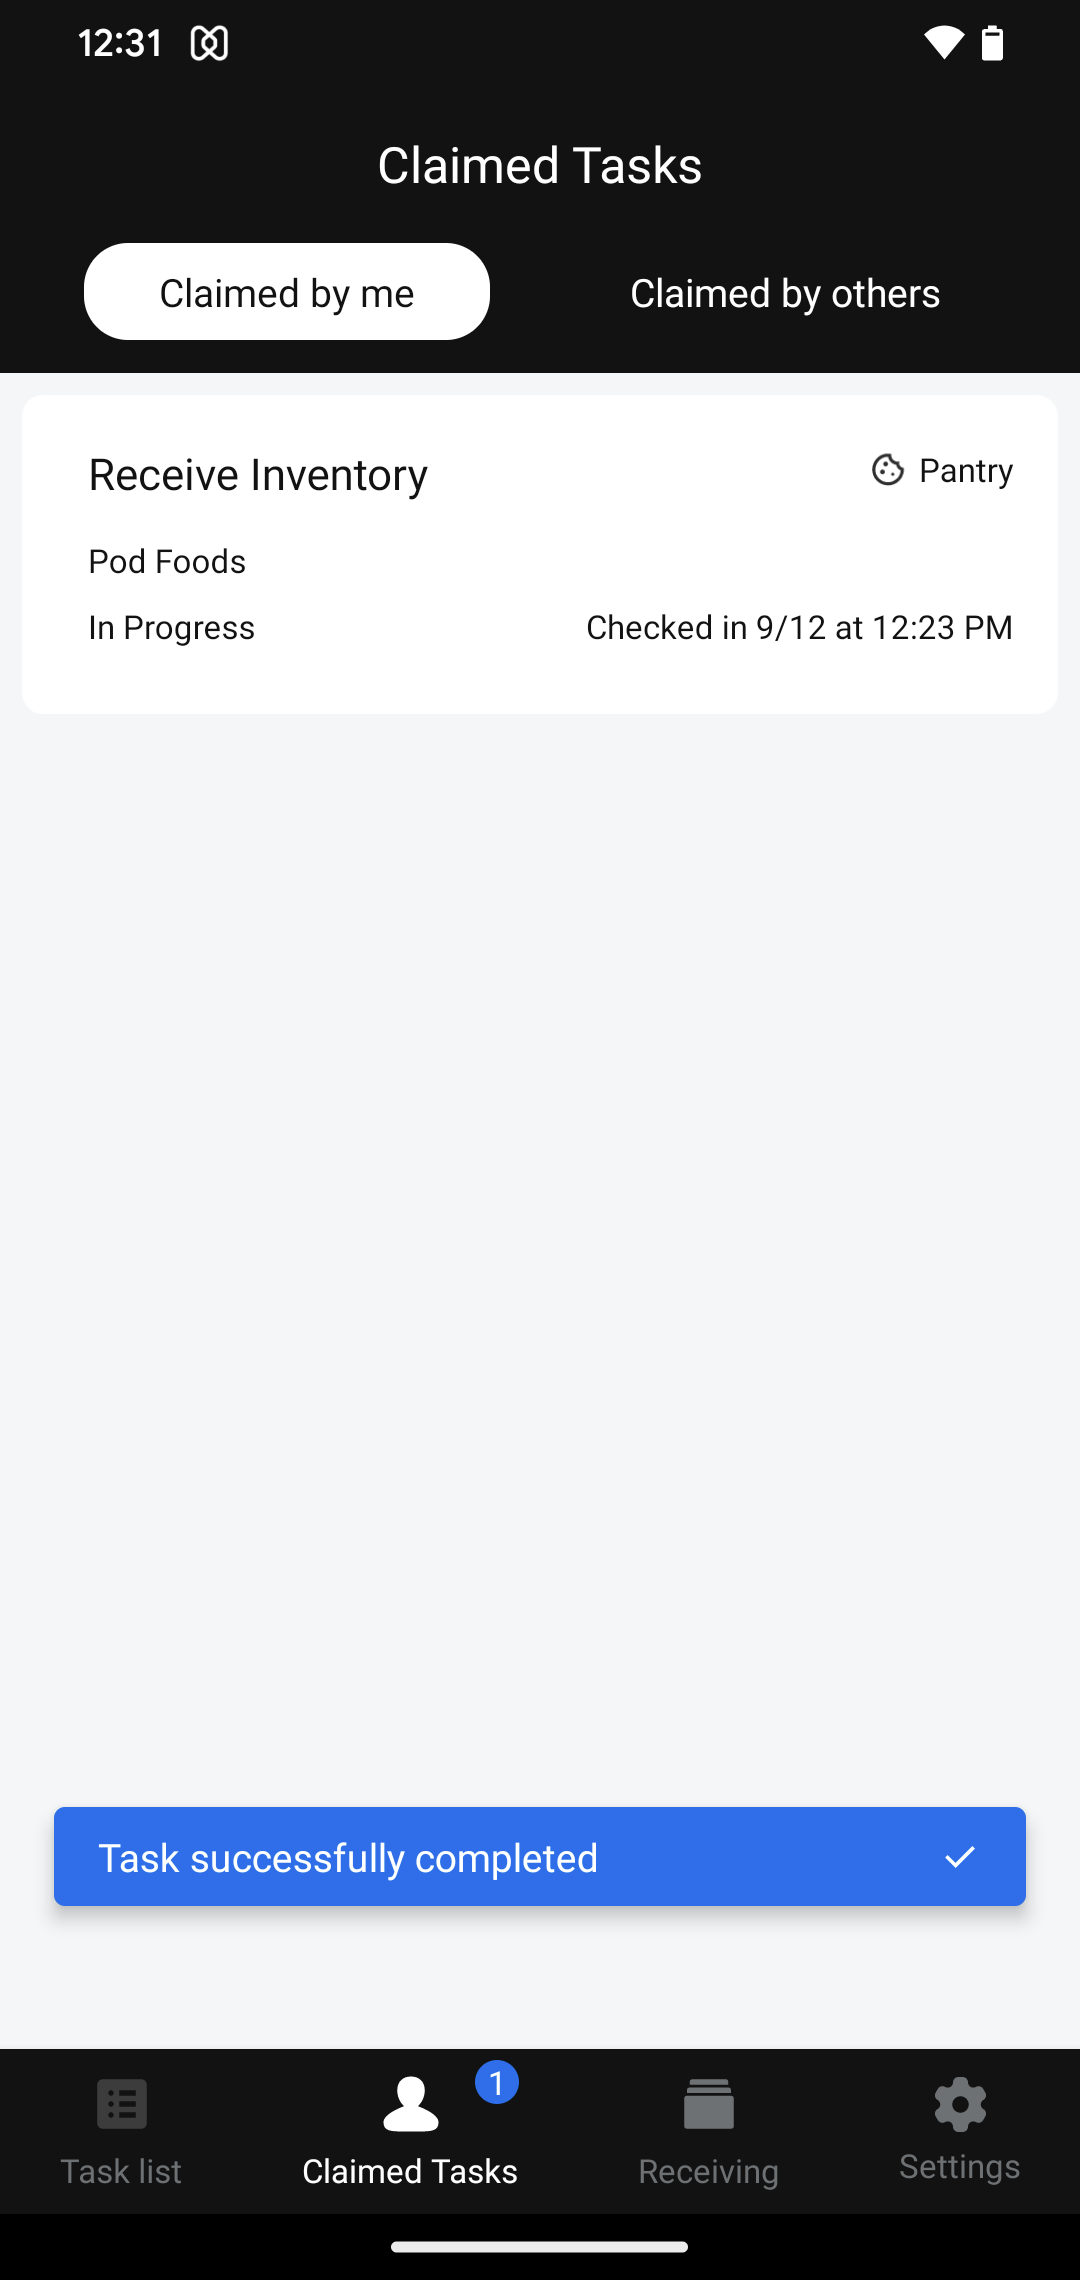 12:31
Claimed Tasks
Claimed by me
Claimed by others
Receive Inventory
Pantry
Pod Foods
In Progress
Checked in 9/12 at 12:23 PM
Task successfully completed
1
Task list
Claimed Tasks
Receiving
Settings